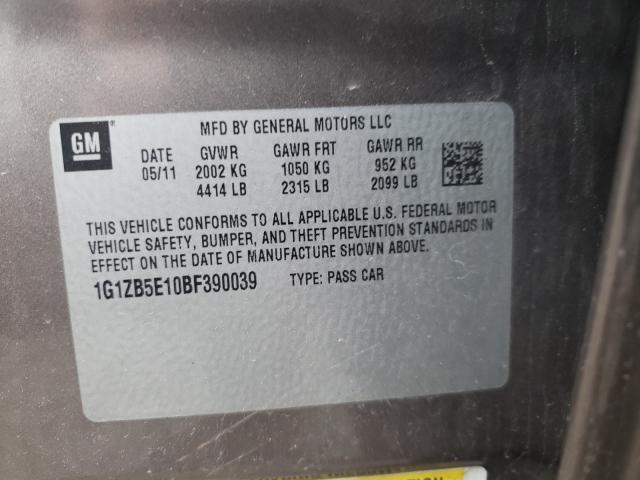 GM
MFD BY GENERAL MOTORS LLC
DATE GVWR GAWR FRT GAWR RR
05/11 2002 KG 1050 KG 952 KG
4414 LB 2315 LB 2099 LB
THIS VEHICLE CONFORMS TO ALL APPLICABLE U.S. FEDERAL MOTOR
VEHICLE SAFETY, BUMPER, AND THEFT PREVENTION STANDARDS IN
EFFECT ON THE DATE OF MANUFACTURE SHOWN ABOVE.
1G1ZB5E10BF390039 TYPE: PASS CAR